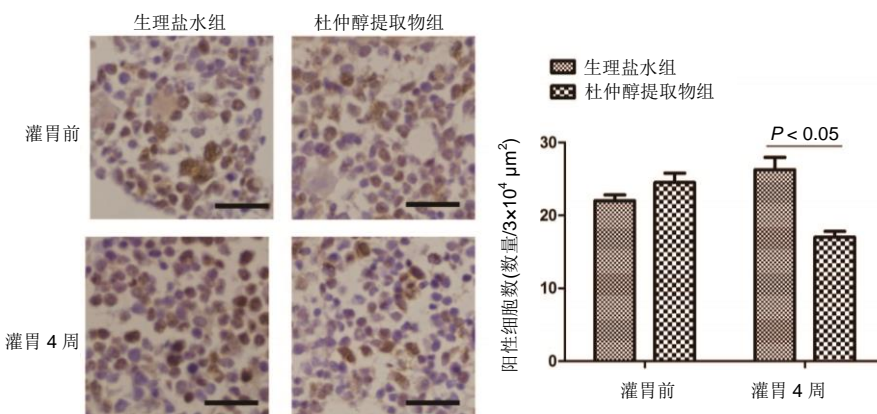 生理盐水组
杜仲醇提取物组
灌胃前
灌胃 4 周
生理盐水组
杜仲醇提取物组
阳性细胞数(数量/3×10⁴ μm²)
30
20
10
0
P < 0.05
灌胃前
灌胃 4 周